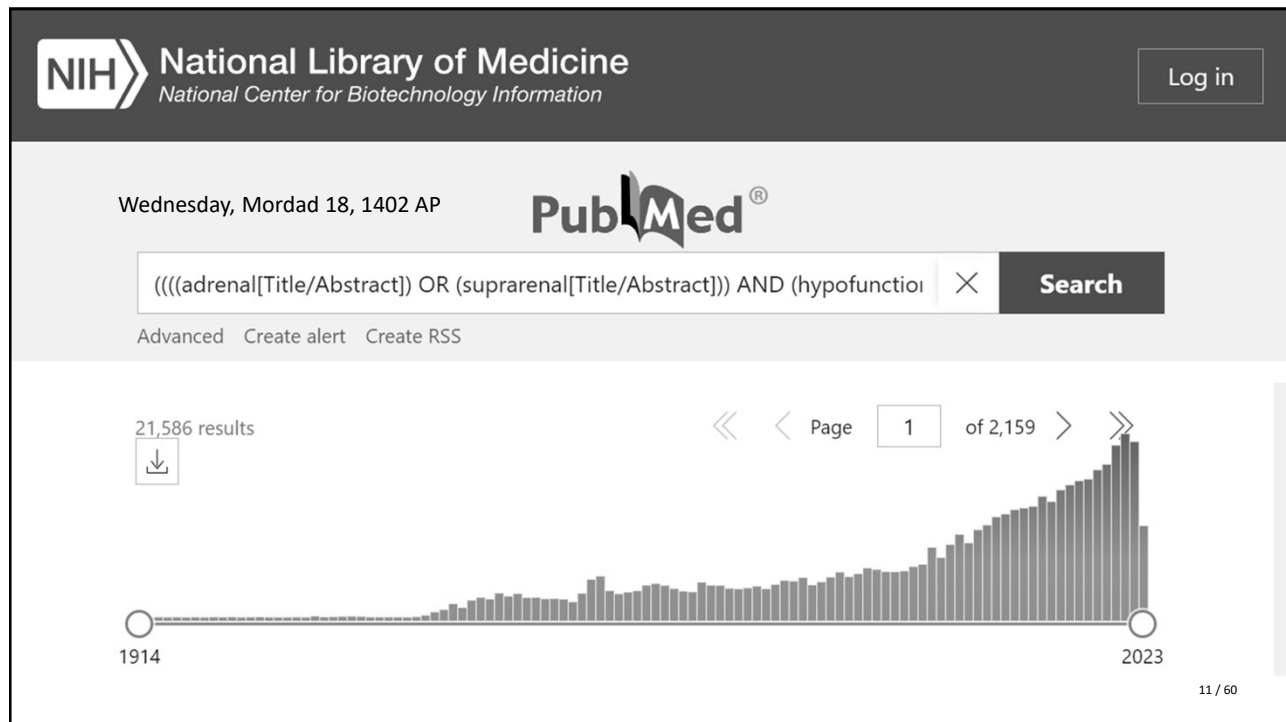 NIH National Library of Medicine
National Center for Biotechnology Information
Log in
Wednesday, Mordad 18, 1402 AP
PubMed®
((((adrenal[Title/Abstract]) OR (suprarenal[Title/Abstract])) AND (hypofunction
Search
Advanced Create alert Create RSS
21,586 results
Page 1 of 2,159
1914
2023
11 / 60